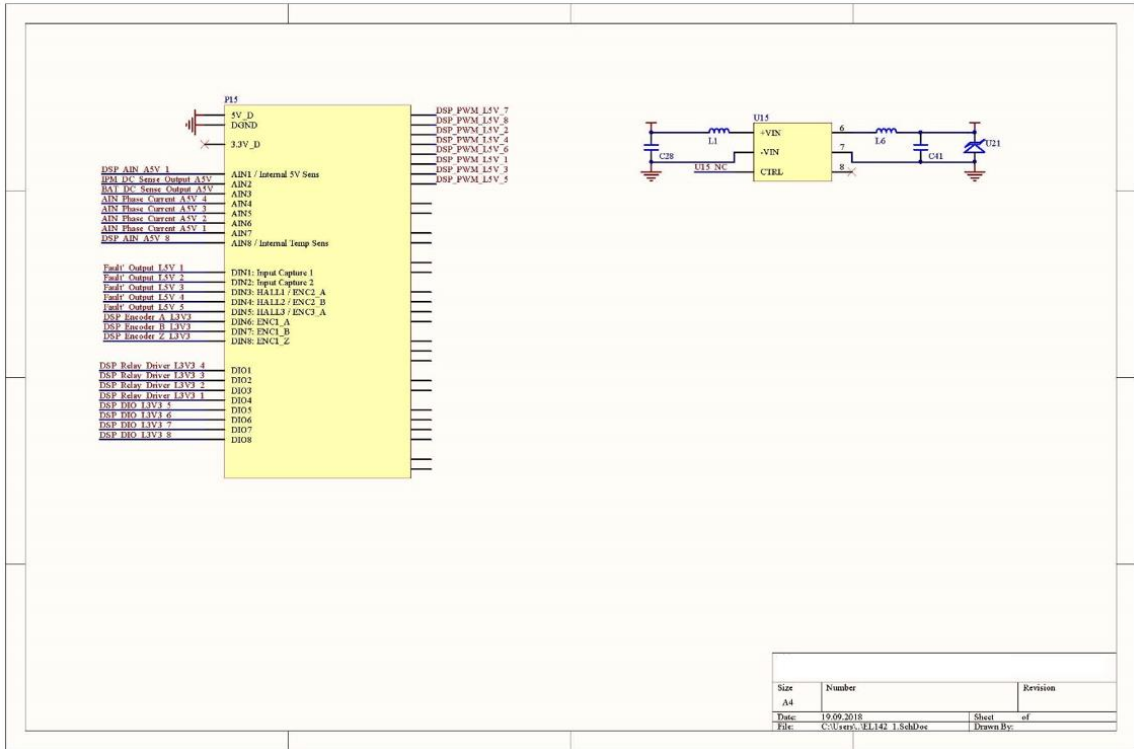 P15
5V_D
DGND
3.3V_D
DSP_AIN_A5V_1
IPM_DC_Sense_Output_A5V
BAT_DC_Sense_Output_A5V
AIN_Phase_Current_A5V_4
AIN_Phase_Current_A5V_3
AIN_Phase_Current_A5V_2
AIN_Phase_Current_A5V_1
DSP_AIN_A5V_8
AIN1 / Internal 5V Sens
AIN2
AIN3
AIN4
AIN5
AIN6
AIN7
AIN8 / Internal Temp Sens
Fault'_Output_L5V_1
Fault'_Output_L5V_2
Fault'_Output_L5V_3
Fault'_Output_L5V_4
Fault'_Output_L5V_5
DSP_Encoder_A_L3V3
DSP_Encoder_B_L3V3
DSP_Encoder_Z_L3V3
DIN1: Input Capture 1
DIN2: Input Capture 2
DIN3: HALL1 / ENC2_A
DIN4: HALL2 / ENC2_B
DIN5: HALL3 / ENC3_A
DIN6: ENC1_A
DIN7: ENC1_B
DIN8: ENC1_Z
DSP_Relay_Driver_L3V3_4
DSP_Relay_Driver_L3V3_3
DSP_Relay_Driver_L3V3_2
DSP_Relay_Driver_L3V3_1
DSP_DIO_L3V3_5
DSP_DIO_L3V3_6
DSP_DIO_L3V3_7
DSP_DIO_L3V3_8
DIO1
DIO2
DIO3
DIO4
DIO5
DIO6
DIO7
DIO8
DSP_PWM_L5V_7
DSP_PWM_L5V_8
DSP_PWM_L5V_2
DSP_PWM_L5V_4
DSP_PWM_L5V_6
DSP_PWM_L5V_1
DSP_PWM_L5V_3
DSP_PWM_L5V_5
U15
L1
C28
U15_NC
+VIN
-VIN
CTRL
6
7
8
L6
C41
U21
Size
A4
Number
Revision
Date: 19.09.2018 Sheet of
File: C:\Users\..\EL142_1.SchDoc Drawn By: